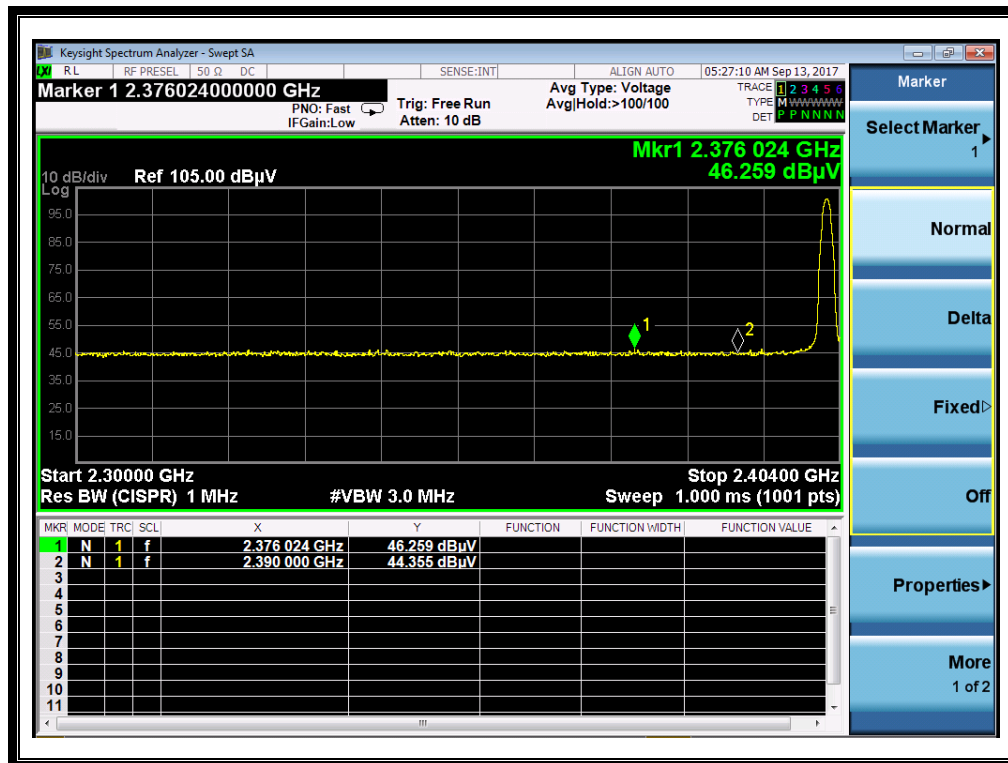 Keysight Spectrum Analyzer - Swept SA
LXI RL RF PRESEL 50 Ω DC SENSE:INT ALIGN AUTO 05:27:10 AM Sep 13, 2017
Marker 1 2.376024000000 GHz
PNO: Fast
IFGain:Low
Trig: Free Run
Atten: 10 dB
Avg Type: Voltage
Avg|Hold:>100/100
TRACE 1 2 3 4 5 6
TYPE M WWWWW
DET P P N N N N
Mkr1 2.376 024 GHz
46.259 dBµV
10 dB/div Ref 105.00 dBµV
Log
95.0
85.0
75.0
65.0
55.0
45.0
35.0
25.0
15.0
1
2
Start 2.30000 GHz Stop 2.40400 GHz
Res BW (CISPR) 1 MHz #VBW 3.0 MHz Sweep 1.000 ms (1001 pts)
MKR MODE TRC SCL X Y FUNCTION FUNCTION WIDTH FUNCTION VALUE
1 N 1 f 2.376 024 GHz 46.259 dBµV
2 N 1 f 2.390 000 GHz 44.355 dBµV
3
4
5
6
7
8
9
10
11
Marker
Select Marker
1
Normal
Delta
Fixed
Off
Properties
More
1 of 2